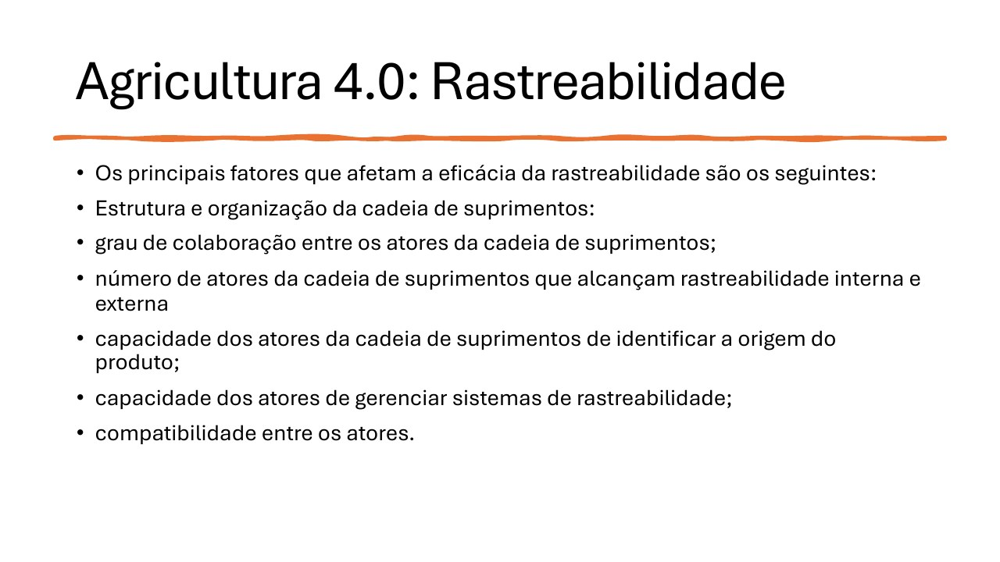 Agricultura 4.0: Rastreabilidade
• Os principais fatores que afetam a eficácia da rastreabilidade são os seguintes:
• Estrutura e organização da cadeia de suprimentos:
• grau de colaboração entre os atores da cadeia de suprimentos;
• número de atores da cadeia de suprimentos que alcançam rastreabilidade interna e
externa
• capacidade dos atores da cadeia de suprimentos de identificar a origem do
produto;
• capacidade dos atores de gerenciar sistemas de rastreabilidade;
• compatibilidade entre os atores.